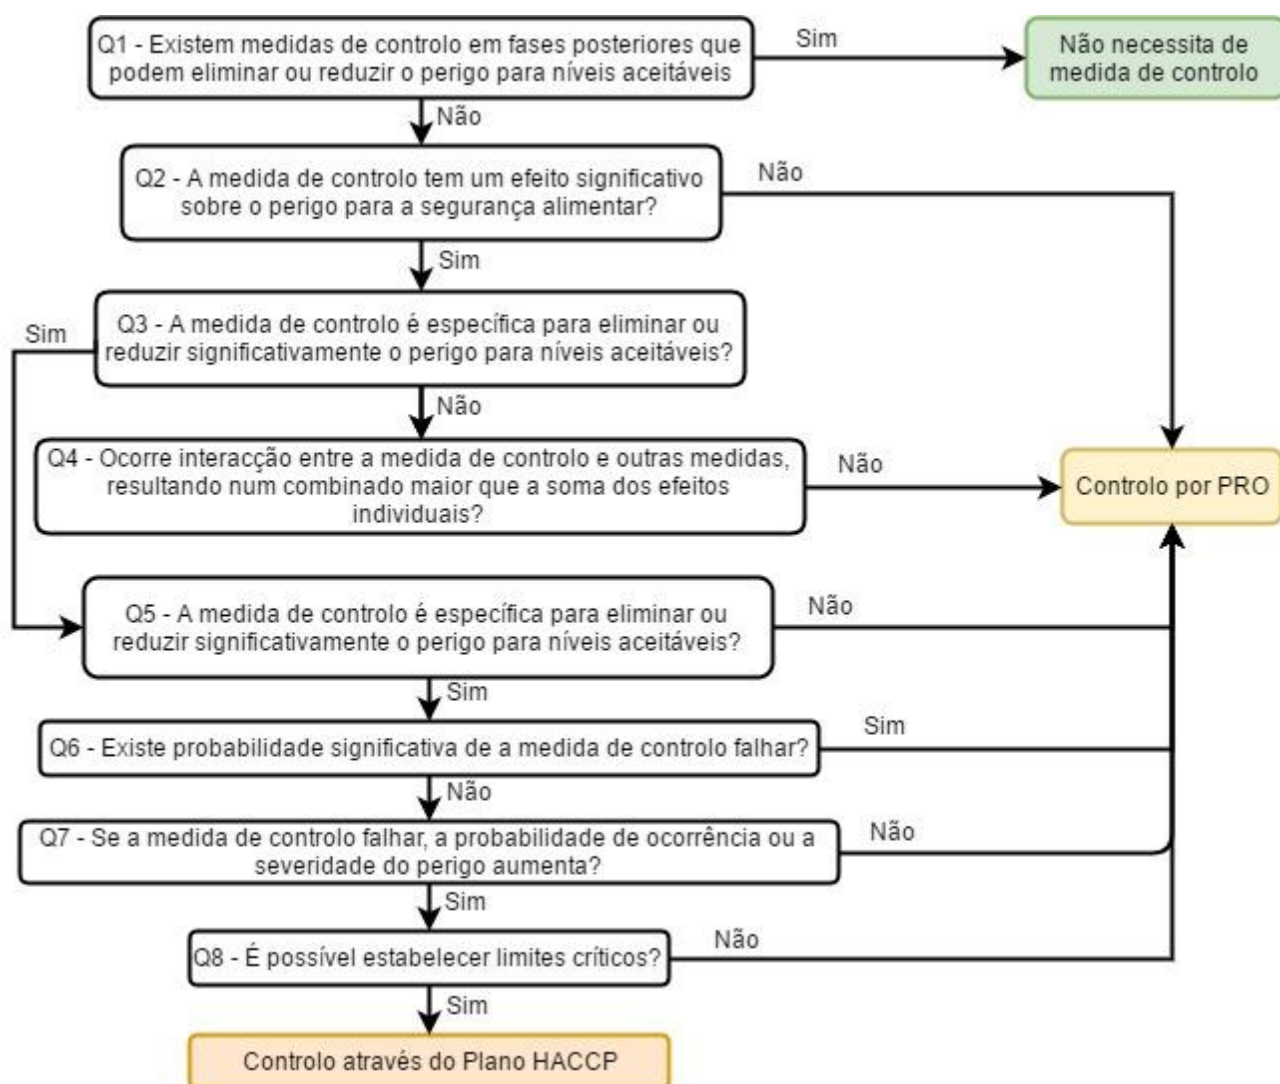 Q1 - Existem medidas de controlo em fases posteriores que
podem eliminar ou reduzir o perigo para níveis aceitáveis
Sim
Não necessita de
medida de controlo
Não
Q2 - A medida de controlo tem um efeito significativo
sobre o perigo para a segurança alimentar?
Não
Sim
Q3 - A medida de controlo é específica para eliminar ou
reduzir significativamente o perigo para níveis aceitáveis?
Sim
Não
Q4 - Ocorre interacção entre a medida de controlo e outras medidas,
resultando num combinado maior que a soma dos efeitos
individuais?
Não
Controlo por PRO
Q5 - A medida de controlo é específica para eliminar ou
reduzir significativamente o perigo para níveis aceitáveis?
Não
Sim
Q6 - Existe probabilidade significativa de a medida de controlo falhar?
Sim
Não
Q7 - Se a medida de controlo falhar, a probabilidade de ocorrência ou a
severidade do perigo aumenta?
Não
Sim
Q8 - É possível estabelecer limites críticos?
Não
Sim
Controlo através do Plano HACCP